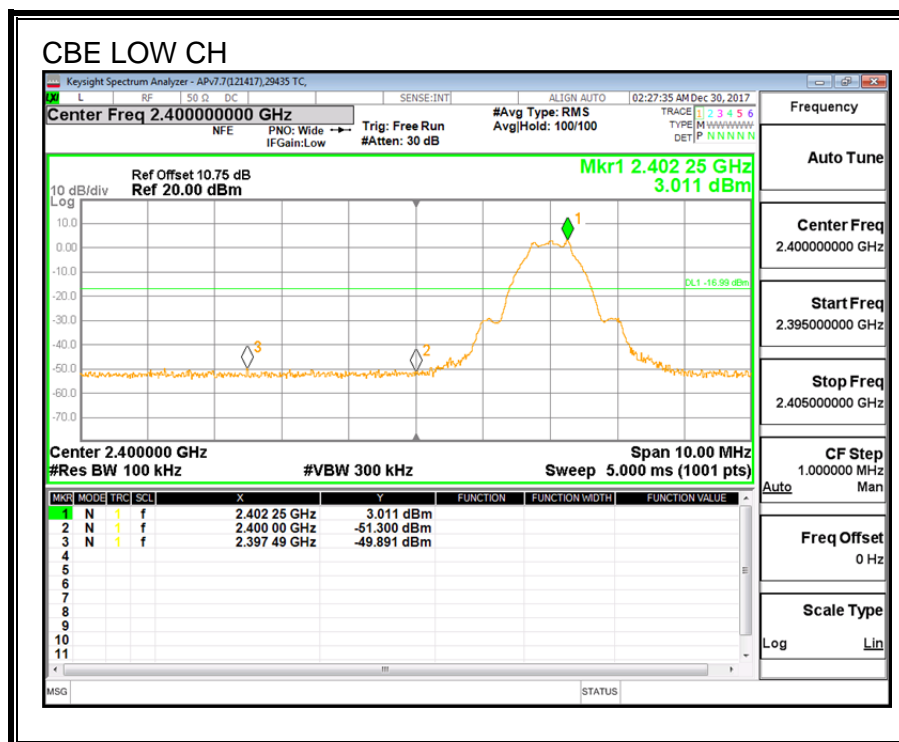 CBE LOW CH
Keysight Spectrum Analyzer - APv7.7(121417),29435 TC,
LXI L RF 50 Ω DC SENSE:INT ALIGN AUTO 02:27:35 AM Dec 30, 2017
Center Freq 2.400000000 GHz
NFE
PNO: Wide
IFGain:Low
Trig: Free Run
#Atten: 30 dB
#Avg Type: RMS
Avg|Hold: 100/100
TRACE 1 2 3 4 5 6
TYPE M WWWWW
DET P N N N N N
Mkr1 2.402 25 GHz
3.011 dBm
Ref Offset 10.75 dB
10 dB/div Ref 20.00 dBm
Log
10.0
0.00
-10.0
-20.0
-30.0
-40.0
-50.0
-60.0
-70.0
1
DL1 -16.99 dBm
3
2
Center 2.400000 GHz Span 10.00 MHz
#Res BW 100 kHz #VBW 300 kHz Sweep 5.000 ms (1001 pts)
MKR MODE TRC SCL X Y FUNCTION FUNCTION WIDTH FUNCTION VALUE
1 N 1 f 2.402 25 GHz 3.011 dBm
2 N 1 f 2.400 00 GHz -51.300 dBm
3 N 1 f 2.397 49 GHz -49.891 dBm
4
5
6
7
8
9
10
11
MSG STATUS
Frequency
Auto Tune
Center Freq
2.400000000 GHz
Start Freq
2.395000000 GHz
Stop Freq
2.405000000 GHz
CF Step
1.000000 MHz
Auto Man
Freq Offset
0 Hz
Scale Type
Log Lin